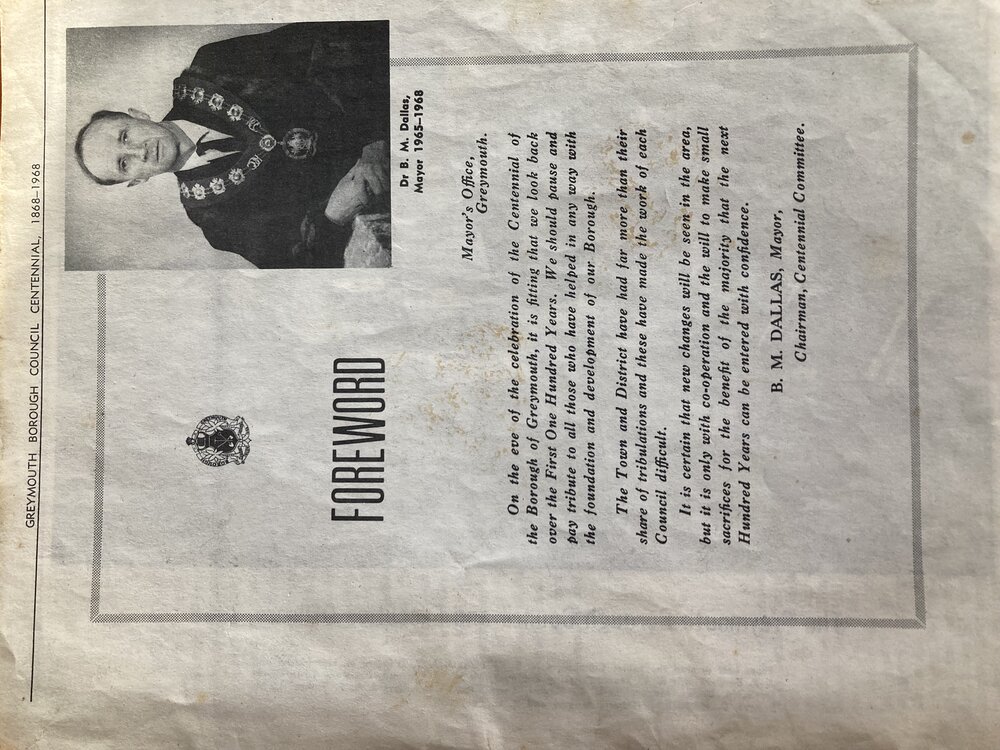 GREYMOUTH BOROUGH COUNCIL CENTENNIAL, 1868–1968
Dr B. M. Dallas,
Mayor 1965–1968
FOREWORD
Mayor's Office,
Greymouth.
On the eve of the celebration of the Centennial of
the Borough of Greymouth, it is fitting that we look back
over the First One Hundred Years. We should pause and
pay tribute to all those who have helped in any way with
the foundation and development of our Borough.
The Town and District have had far more than their
share of tribulations and these have made the work of each
Council difficult.
It is certain that new changes will be seen in the area,
but it is only with co-operation and the will to make small
sacrifices for the benefit of the majority that the next
Hundred Years can be entered with confidence.
B. M. DALLAS, Mayor,
Chairman, Centennial Committee.